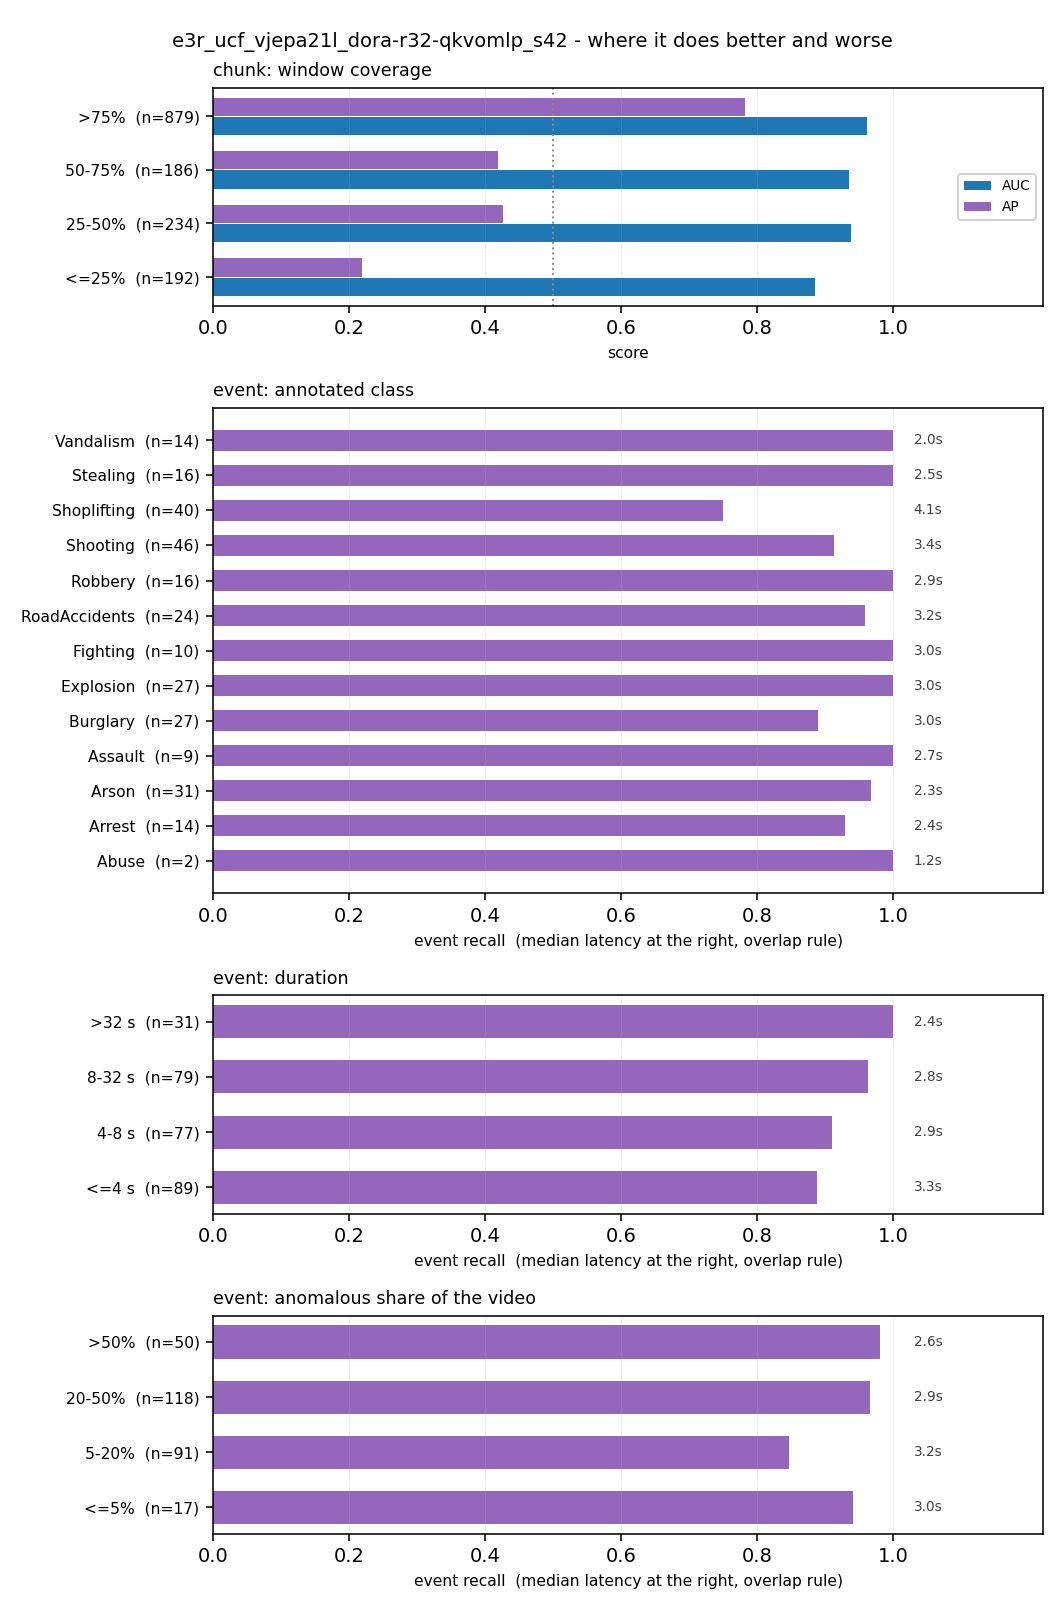 e3r_ucf_vjepa21l_dora-r32-qkvomlp_s42 - where it does better and worse
chunk: window coverage
>75% (n=879)
50-75% (n=186)
25-50% (n=234)
<=25% (n=192)
AUC
AP
0.0 0.2 0.4 0.6 0.8 1.0
score
event: annotated class
Vandalism (n=14) 2.0s
Stealing (n=16) 2.5s
Shoplifting (n=40) 4.1s
Shooting (n=46) 3.4s
Robbery (n=16) 2.9s
RoadAccidents (n=24) 3.2s
Fighting (n=10) 3.0s
Explosion (n=27) 3.0s
Burglary (n=27) 3.0s
Assault (n=9) 2.7s
Arson (n=31) 2.3s
Arrest (n=14) 2.4s
Abuse (n=2) 1.2s
0.0 0.2 0.4 0.6 0.8 1.0
event recall (median latency at the right, overlap rule)
event: duration
>32 s (n=31) 2.4s
8-32 s (n=79) 2.8s
4-8 s (n=77) 2.9s
<=4 s (n=89) 3.3s
0.0 0.2 0.4 0.6 0.8 1.0
event recall (median latency at the right, overlap rule)
event: anomalous share of the video
>50% (n=50) 2.6s
20-50% (n=118) 2.9s
5-20% (n=91) 3.2s
<=5% (n=17) 3.0s
0.0 0.2 0.4 0.6 0.8 1.0
event recall (median latency at the right, overlap rule)